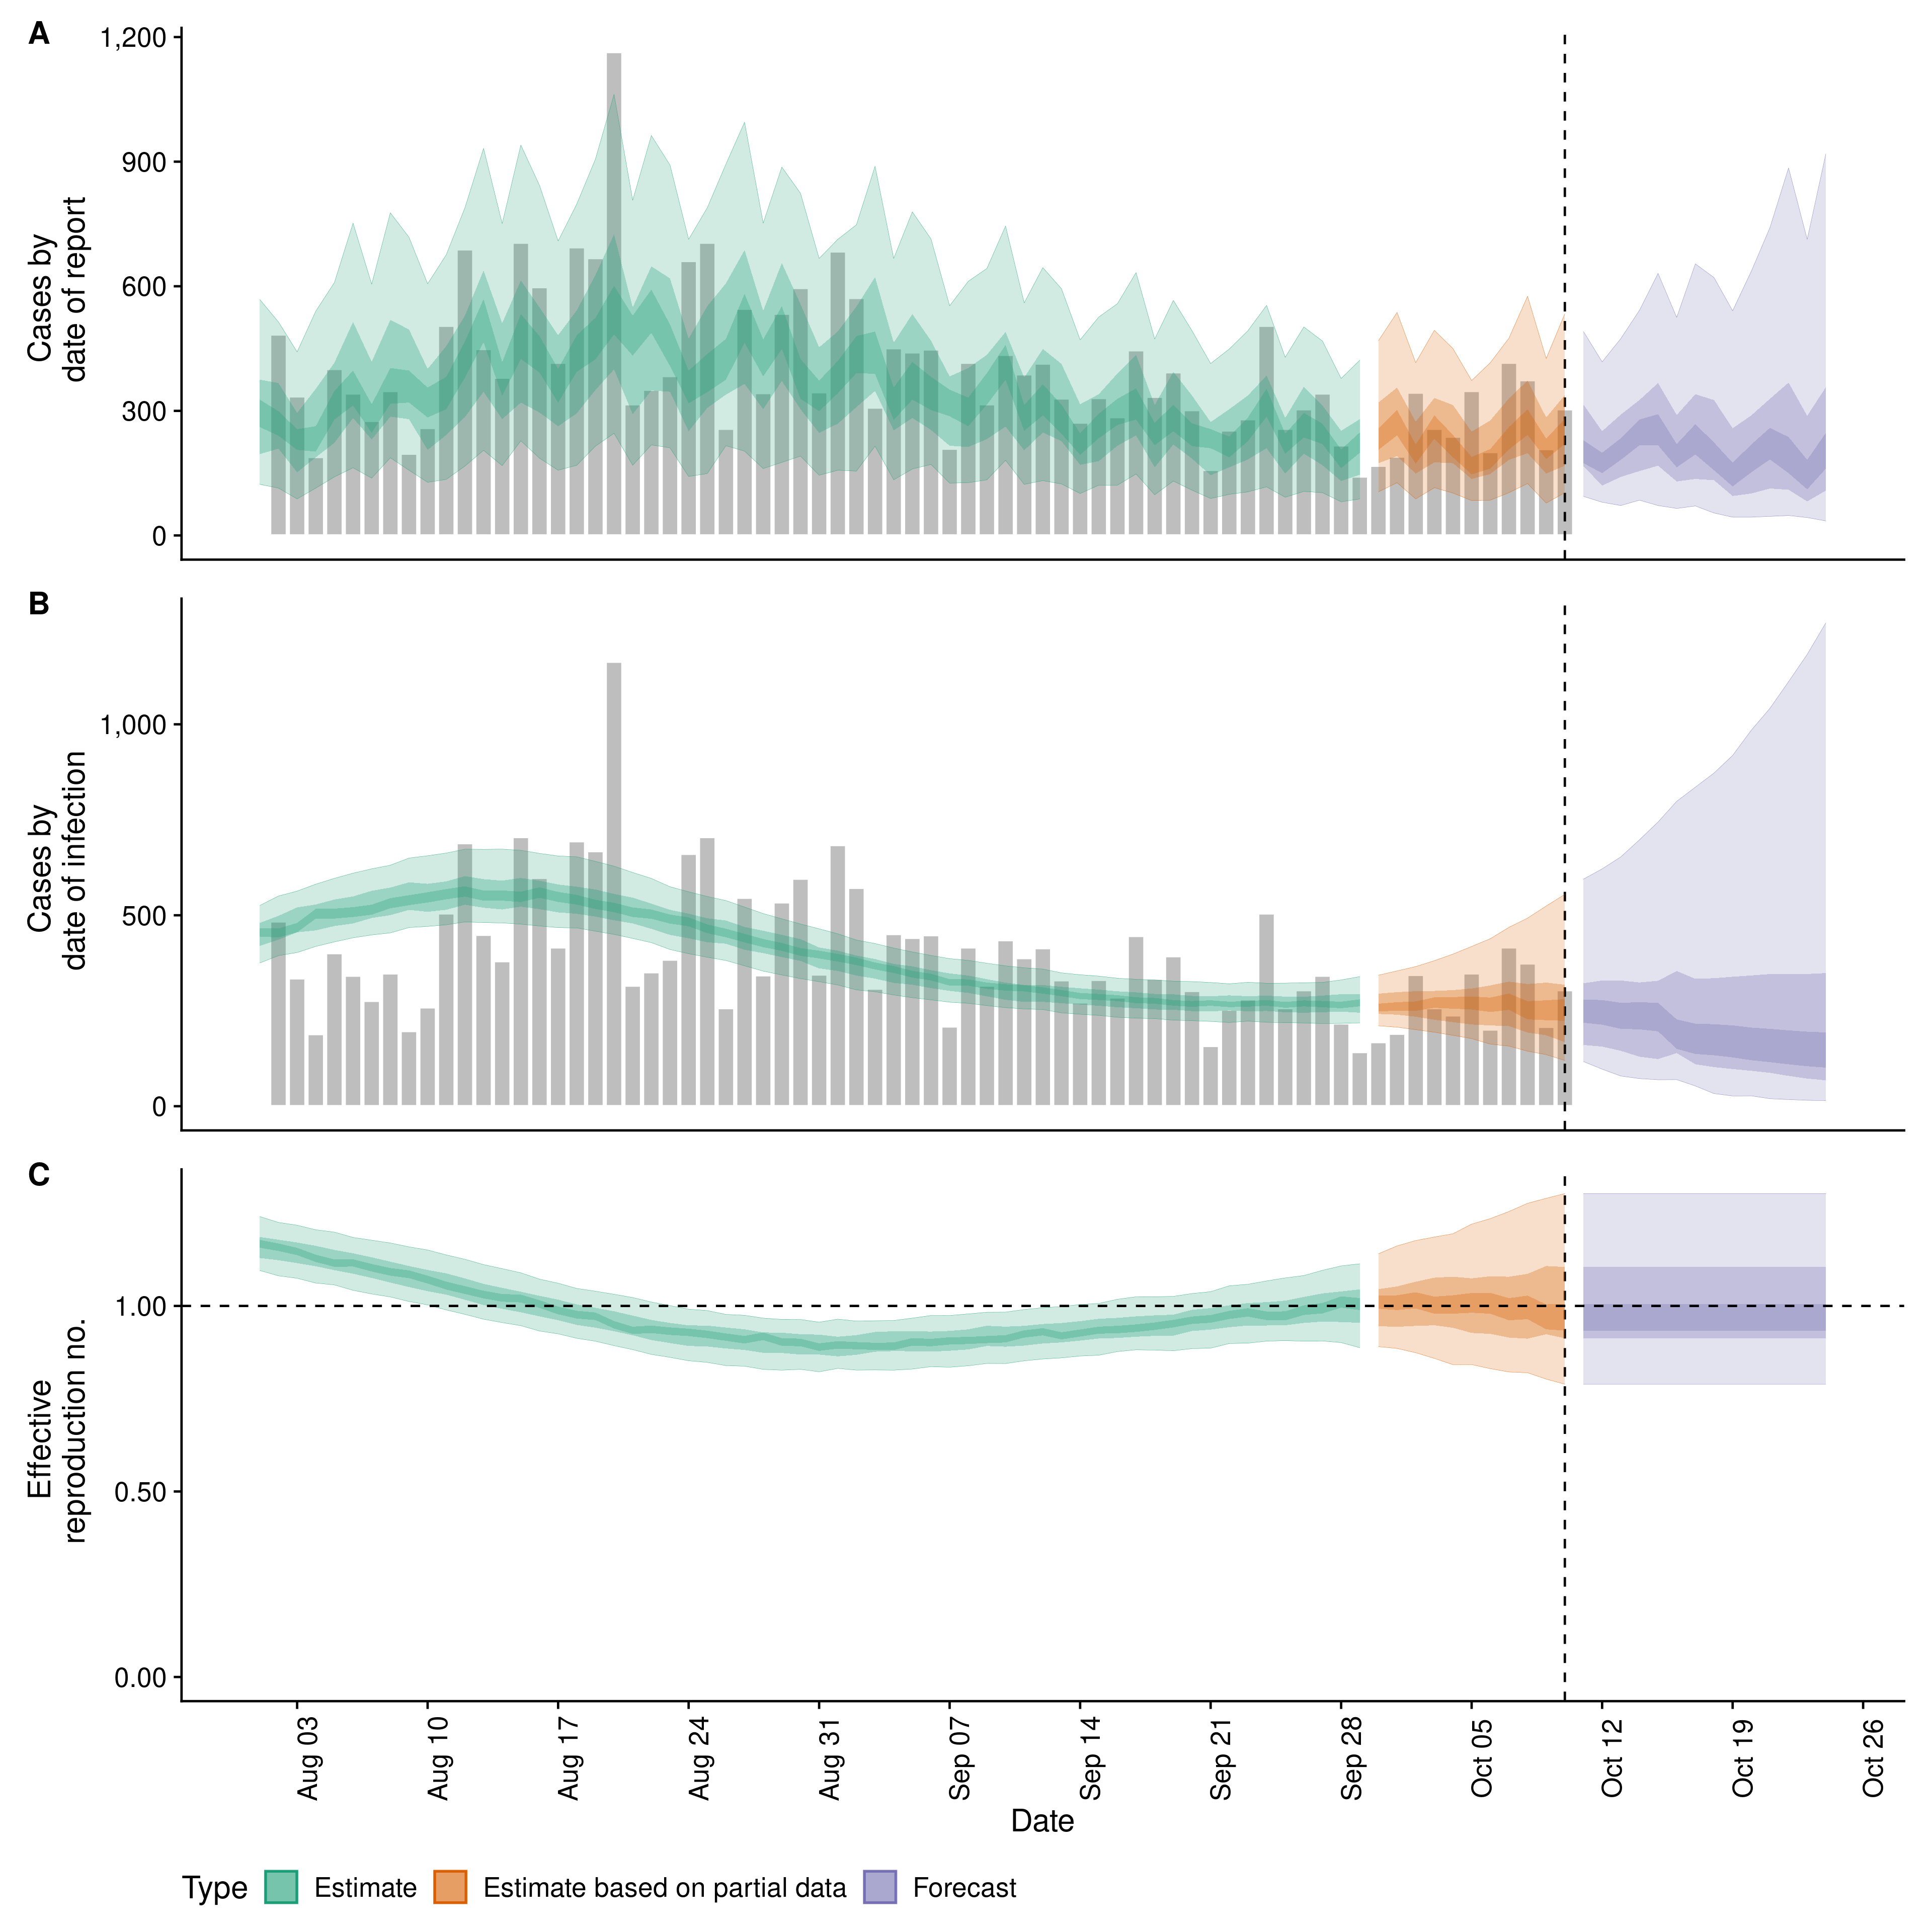 A
1,200
900
600
300
0
Cases by
date of report
B
1,000
500
0
Cases by
date of infection
C
1.00
0.50
0.00
Effective
reproduction no.
Aug 03
Aug 10
Aug 17
Aug 24
Aug 31
Sep 07
Sep 14
Sep 21
Sep 28
Oct 05
Oct 12
Oct 19
Oct 26
Date
Type
Estimate
Estimate based on partial data
Forecast